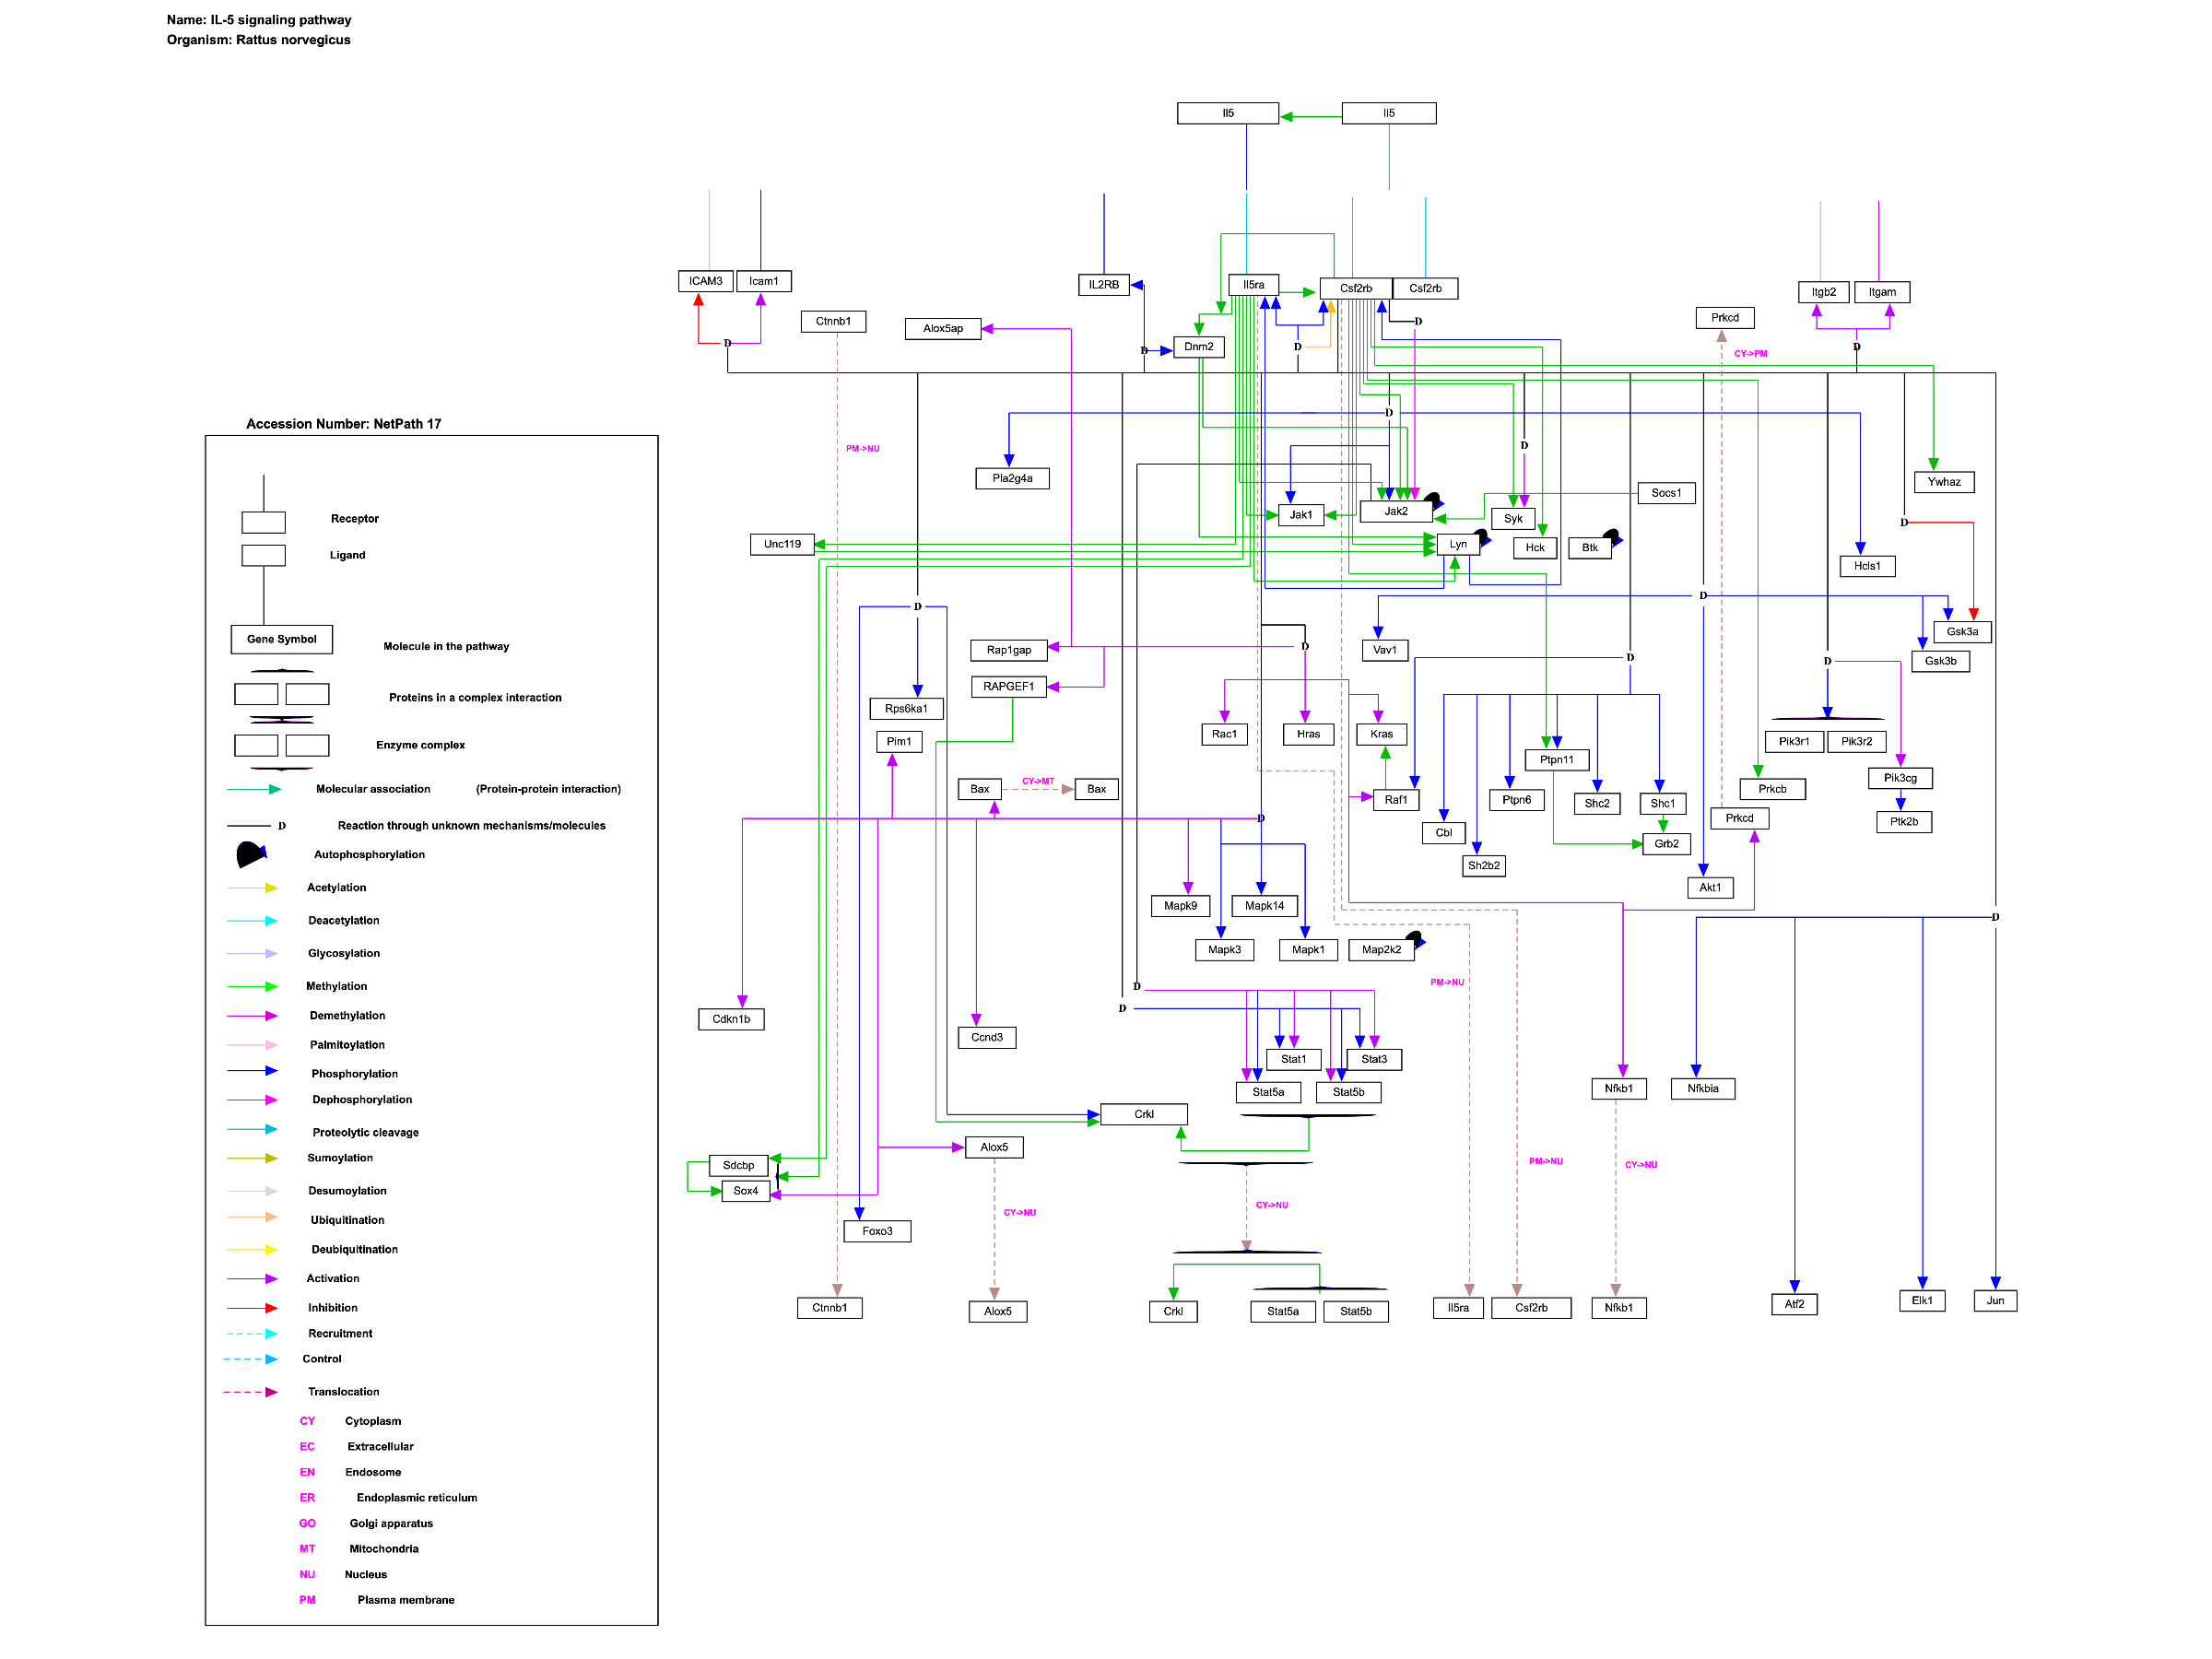 Name: IL-5 signaling pathway
Organism: Rattus norvegicus
Il5 Il5
ICAM3 Icam1 IL2RB Il5ra Csf2rb Csf2rb Itgb2 Itgam
Ctnnb1 Alox5ap D Prkcd
D D Dnm2 D CY->PM D
Accession Number: NetPath 17
D
PM->NU D
Pla2g4a Ywhaz
Socs1
Jak1 Jak2 Syk D
Unc119 Lyn Hck Btk
Hcls1
D D
Rap1gap D Vav1 D D Gsk3a
Gsk3b
RAPGEF1
Rps6ka1
Pim1 Rac1 Hras Kras Pik3r1 Pik3r2
Ptpn11
Pik3cg
Bax CY->MT Bax Raf1 Ptpn6 Shc2 Shc1 Prkcb
D Cbl Prkcd Ptk2b
Grb2
Sh2b2
Akt1
Mapk9 Mapk14 D
Mapk3 Mapk1 Map2k2
D PM->NU
Cdkn1b D
Ccnd3
Stat1 Stat3
Stat5a Stat5b Nfkb1 Nfkbia
Crkl
Alox5
Sdcbp PM->NU CY->NU
Sox4
CY->NU CY->NU
Foxo3
Ctnnb1 Alox5 Crkl Stat5a Stat5b Il5ra Csf2rb Nfkb1 Atf2 Elk1 Jun
Receptor
Ligand
Gene Symbol Molecule in the pathway
Proteins in a complex interaction
Enzyme complex
Molecular association (Protein-protein interaction)
D Reaction through unknown mechanisms/molecules
Autophosphorylation
Acetylation
Deacetylation
Glycosylation
Methylation
Demethylation
Palmitoylation
Phosphorylation
Dephosphorylation
Proteolytic cleavage
Sumoylation
Desumoylation
Ubiquitination
Deubiquitination
Activation
Inhibition
Recruitment
Control
Translocation
CY Cytoplasm
EC Extracellular
EN Endosome
ER Endoplasmic reticulum
GO Golgi apparatus
MT Mitochondria
NU Nucleus
PM Plasma membrane